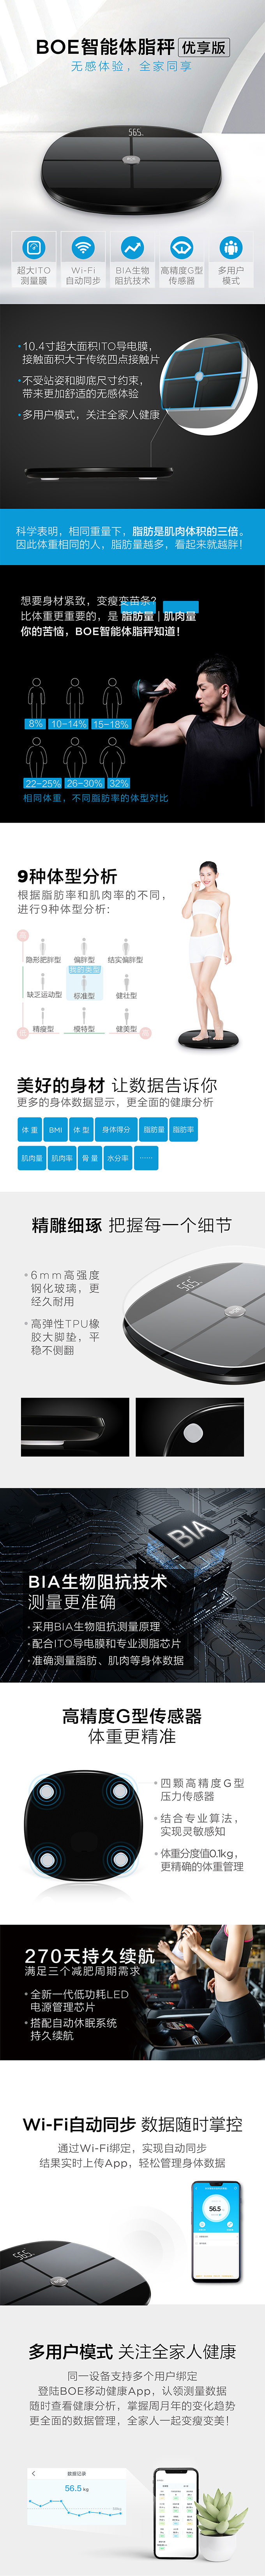 BOE智能体脂秤 优享版
无感体验，全家同享
565
超大ITO
测量膜
Wi-Fi
自动同步
BIA生物
阻抗技术
高精度G型
传感器
多用户
模式
10.4寸超大面积ITO导电膜，
接触面积大于传统四点接触片
不受站姿和脚底尺寸约束，
带来更加舒适的无感体验
多用户模式，关注全家人健康
科学表明，相同重量下，脂肪是肌肉体积的三倍。
因此体重相同的人，脂肪量越多，看起来就越胖！
想要身材紧致，变瘦变苗条？
比体重更重要的，是 脂肪量 | 肌肉量
你的苦恼，BOE智能体脂秤知道！
8% 10-14% 15-18%
22-25% 26-30% 32%
相同体重，不同脂肪率的体型对比
9种体型分析
根据脂肪率和肌肉率的不同，
进行9种体型分析：
隐形肥胖型 偏胖型 结实偏胖型
我的类型
缺乏运动型 标准型 健壮型
精瘦型 模特型 健美型
美好的身材 让数据告诉你
更多的身体数据显示，更全面的健康分析
体 重 BMI 体 型 身体得分 脂肪量 脂肪率
肌肉量 肌肉率 骨 量 水分率 ······
精雕细琢 把握每一个细节
6mm高强度
钢化玻璃，更
经久耐用
高弹性TPU橡
胶大脚垫，平
稳不侧翻
565
BIA
BIA生物阻抗技术
测量更准确
采用BIA生物阻抗测量原理
配合ITO导电膜和专业测脂芯片
准确测量脂肪、肌肉等身体数据
高精度G型传感器
体重更精准
四颗高精度G型
压力传感器
结合专业算法，
实现灵敏感知
体重分度值0.1kg，
更精确的体重管理
270天持久续航
满足三个减肥周期需求
全新一代低功耗LED
电源管理芯片
搭配自动休眠系统
持久续航
Wi-Fi自动同步 数据随时掌控
通过Wi-Fi绑定，实现自动同步
结果实时上传App，轻松管理身体数据
56.5
565
多用户模式 关注全家人健康
同一设备支持多个用户绑定
登陆BOE移动健康App，认领测量数据
随时查看健康分析，掌握周月年的变化趋势
更全面的数据管理，全家人一起变瘦变美！
数据记录
56.5 kg